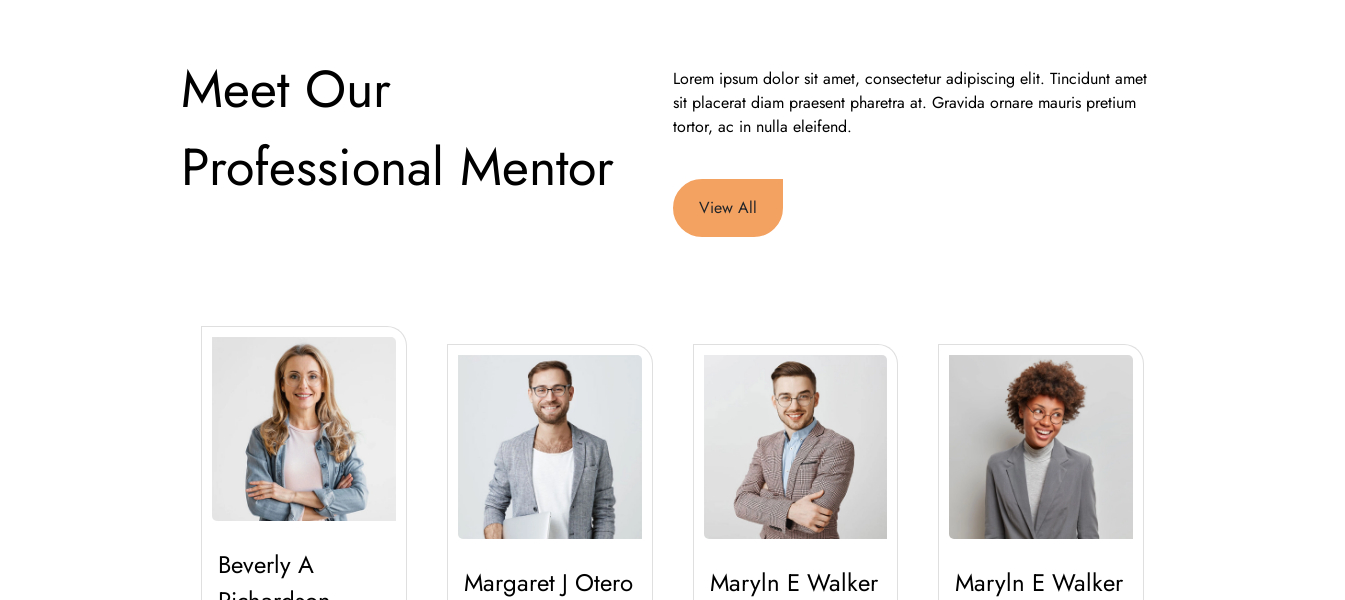 Meet Our
Professional Mentor
Lorem ipsum dolor sit amet, consectetur adipiscing elit. Tincidunt amet
sit placerat diam praesent pharetra at. Gravida ornare mauris pretium
tortor, ac in nulla eleifend.
View All
Beverly A
Richardson
Margaret J Otero
Maryln E Walker
Maryln E Walker